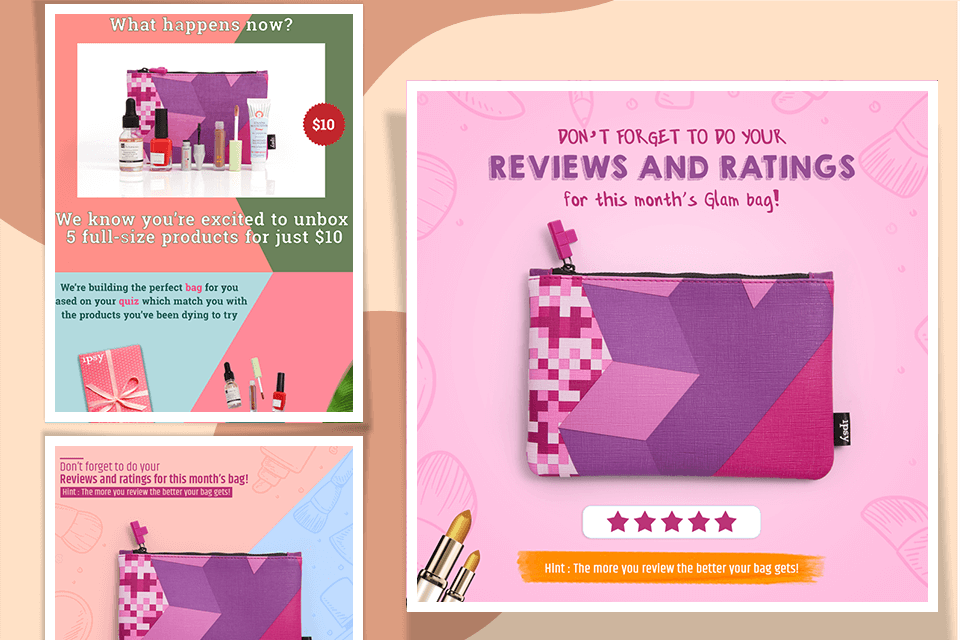 What happens now?
$10
We know you're excited to unbox
5 full-size products for just $10
We're building the perfect bag for you
ased on your quiz which match you with
the products you've been dying to try
ipsy
Don't forget to do your
Reviews and ratings for this month's bag!
Hint : The more you review the better your bag gets!
DON'T FORGET TO DO YOUR
REVIEWS AND RATINGS
for this month's Glam bag!
ipsy
Hint : The more you review the better your bag gets!